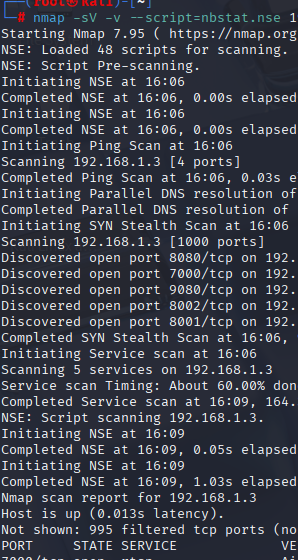 (root㉿kali)-[~]
# nmap -sV -v --script=nbstat.nse 1
Starting Nmap 7.95 ( https://nmap.org
NSE: Loaded 48 scripts for scanning.
NSE: Script Pre-scanning.
Initiating NSE at 16:06
Completed NSE at 16:06, 0.00s elapsed
Initiating NSE at 16:06
Completed NSE at 16:06, 0.00s elapsed
Initiating Ping Scan at 16:06
Scanning 192.168.1.3 [4 ports]
Completed Ping Scan at 16:06, 0.03s e
Initiating Parallel DNS resolution of
Completed Parallel DNS resolution of
Initiating SYN Stealth Scan at 16:06
Scanning 192.168.1.3 [1000 ports]
Discovered open port 8080/tcp on 192.
Discovered open port 7000/tcp on 192.
Discovered open port 9080/tcp on 192.
Discovered open port 8002/tcp on 192.
Discovered open port 8001/tcp on 192.
Completed SYN Stealth Scan at 16:06,
Initiating Service scan at 16:06
Scanning 5 services on 192.168.1.3
Service scan Timing: About 60.00% don
Completed Service scan at 16:09, 164.
NSE: Script scanning 192.168.1.3.
Initiating NSE at 16:09
Completed NSE at 16:09, 0.05s elapsed
Initiating NSE at 16:09
Completed NSE at 16:09, 1.03s elapsed
Nmap scan report for 192.168.1.3
Host is up (0.013s latency).
Not shown: 995 filtered tcp ports (no
PORT STATE SERVICE VE